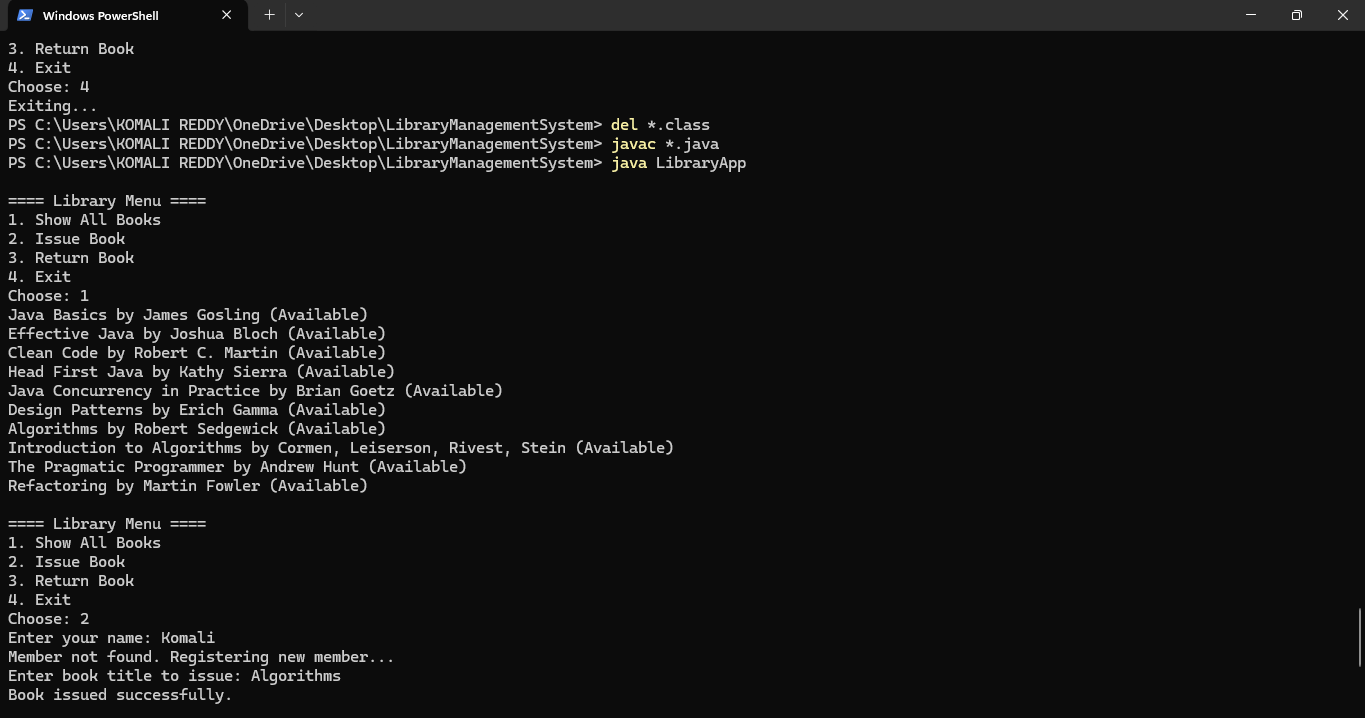 Windows PowerShell
3. Return Book
4. Exit
Choose: 4
Exiting...
PS C:\Users\KOMALI REDDY\OneDrive\Desktop\LibraryManagementSystem> del *.class
PS C:\Users\KOMALI REDDY\OneDrive\Desktop\LibraryManagementSystem> javac *.java
PS C:\Users\KOMALI REDDY\OneDrive\Desktop\LibraryManagementSystem> java LibraryApp
==== Library Menu ====
1. Show All Books
2. Issue Book
3. Return Book
4. Exit
Choose: 1
Java Basics by James Gosling (Available)
Effective Java by Joshua Bloch (Available)
Clean Code by Robert C. Martin (Available)
Head First Java by Kathy Sierra (Available)
Java Concurrency in Practice by Brian Goetz (Available)
Design Patterns by Erich Gamma (Available)
Algorithms by Robert Sedgewick (Available)
Introduction to Algorithms by Cormen, Leiserson, Rivest, Stein (Available)
The Pragmatic Programmer by Andrew Hunt (Available)
Refactoring by Martin Fowler (Available)
==== Library Menu ====
1. Show All Books
2. Issue Book
3. Return Book
4. Exit
Choose: 2
Enter your name: Komali
Member not found. Registering new member...
Enter book title to issue: Algorithms
Book issued successfully.